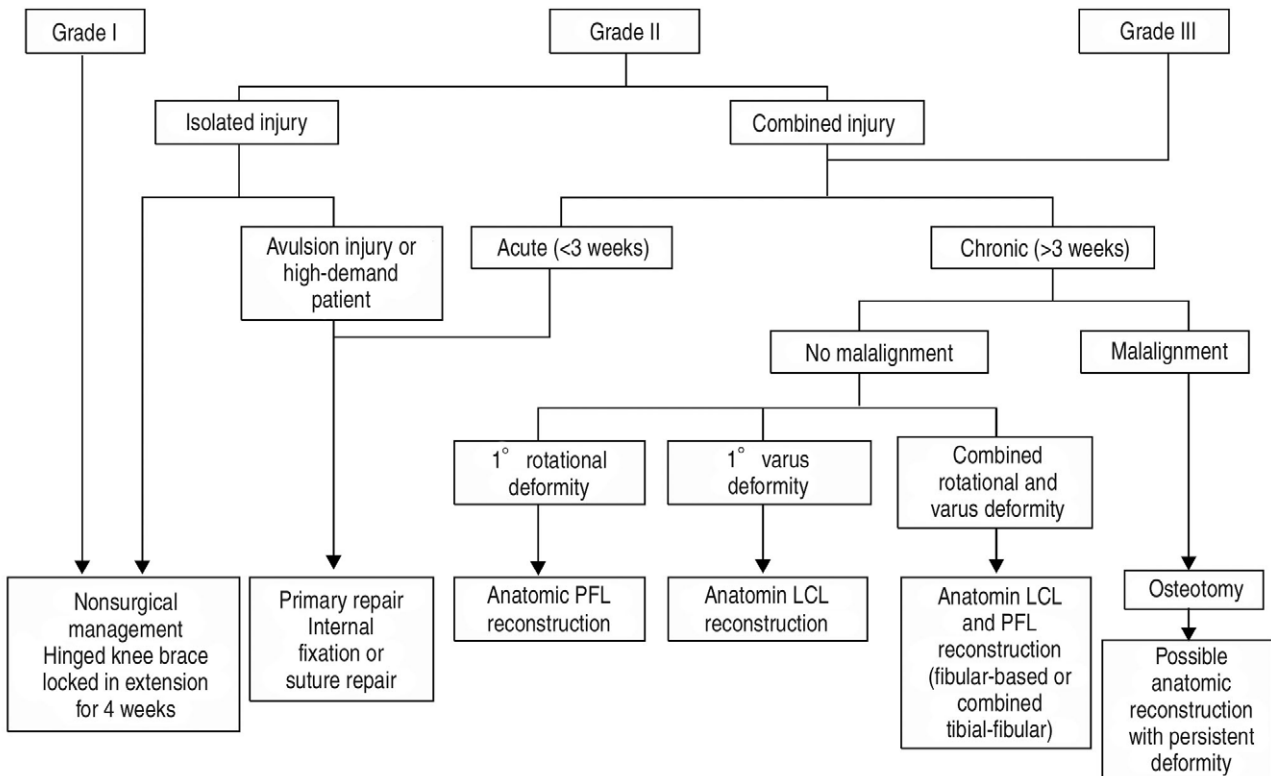 Grade I
Grade II
Grade III
Isolated injury
Combined injury
Avulsion injury or
high-demand
patient
Acute (<3 weeks)
Chronic (>3 weeks)
No malalignment
Malalignment
1° rotational
deformity
1° varus
deformity
Combined
rotational and
varus deformity
Nonsurgical
management
Hinged knee brace
locked in extension
for 4 weeks
Primary repair
Internal
fixation or
suture repair
Anatomic PFL
reconstruction
Anatomin LCL
reconstruction
Anatomin LCL
and PFL
reconstruction
(fibular-based or
combined
tibial-fibular)
Osteotomy
Possible
anatomic
reconstruction
with persistent
deformity